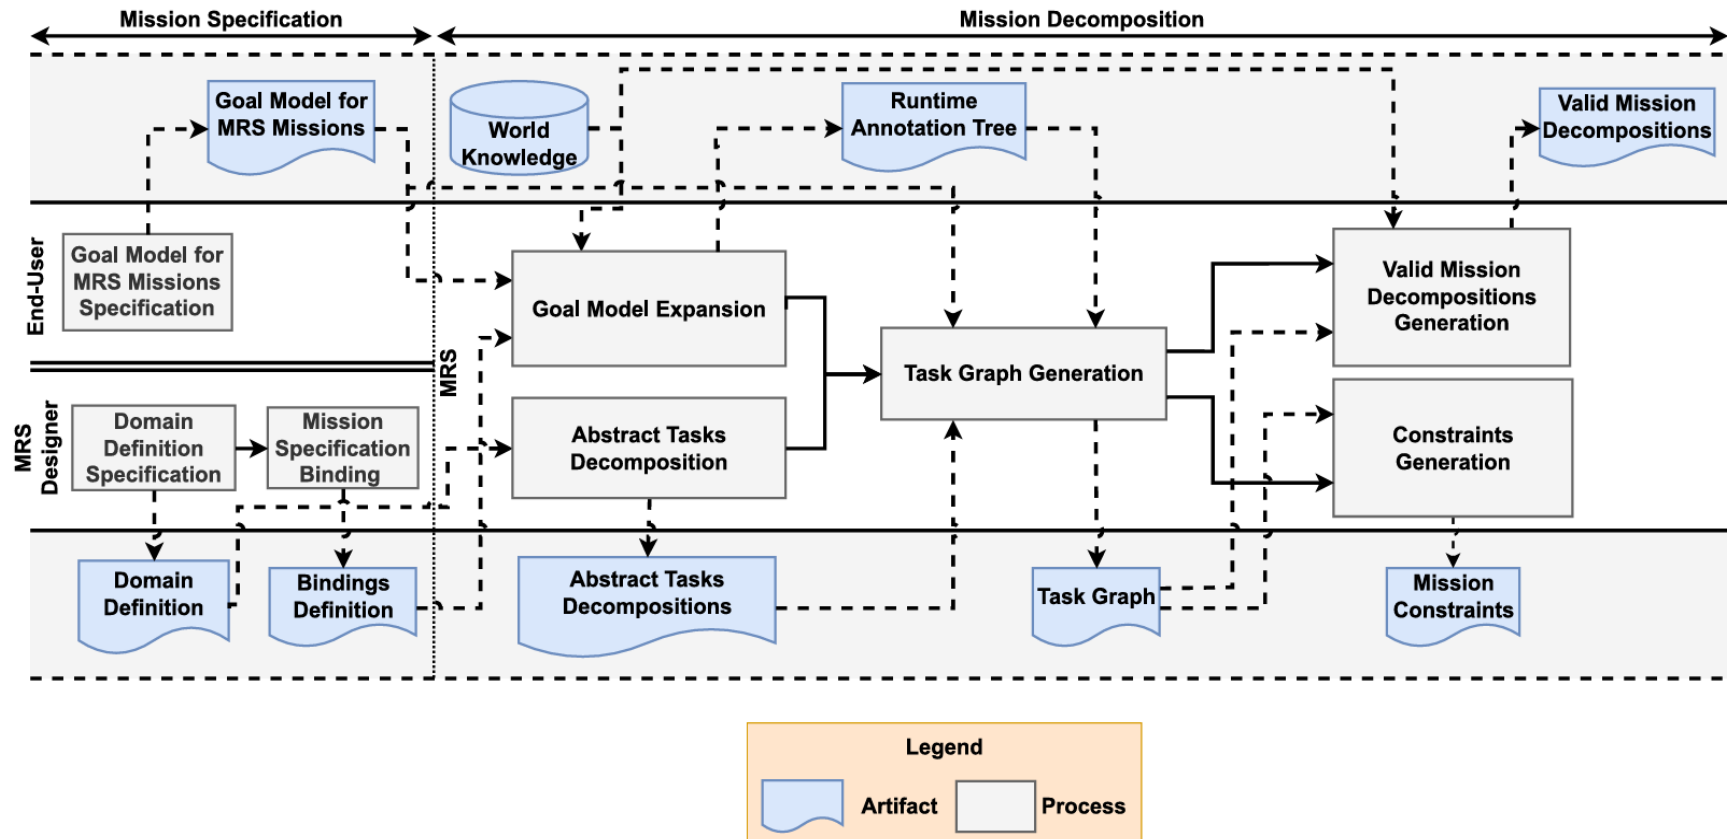 Mission Specification
Mission Decomposition
Goal Model for
MRS Missions
World
Knowledge
Runtime
Annotation Tree
Valid Mission
Decompositions
End-User
Goal Model for
MRS Missions
Specification
MRS
Goal Model Expansion
Valid Mission
Decompositions
Generation
Task Graph Generation
MRS
Designer
Domain
Definition
Specification
Mission
Specification
Binding
Abstract Tasks
Decomposition
Constraints
Generation
Domain
Definition
Bindings
Definition
Abstract Tasks
Decompositions
Task Graph
Mission
Constraints
Legend
Artifact
Process